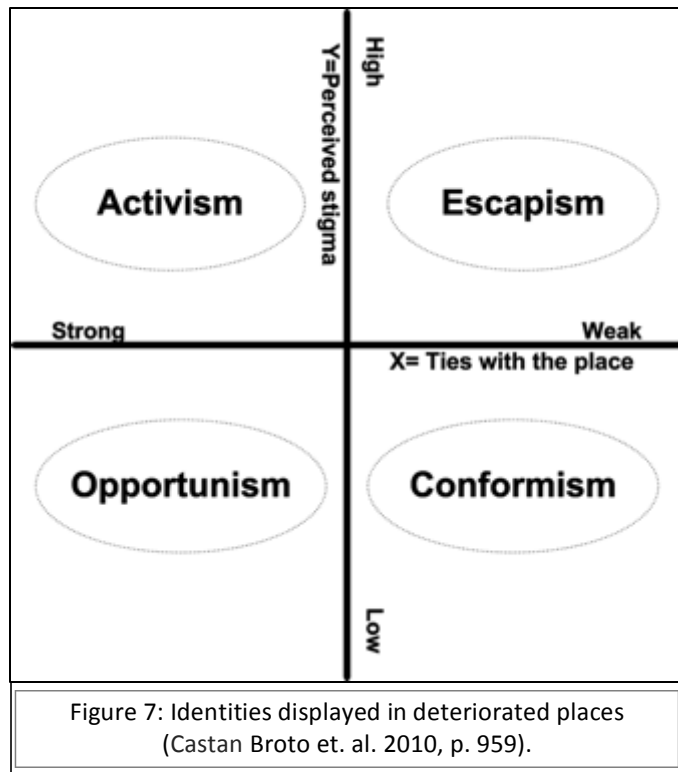 High
Y=Perceived stigma
Activism
Escapism
Strong
Weak
X= Ties with the place
Opportunism
Conformism
Low
Figure 7: Identities displayed in deteriorated places
(Castan Broto et. al. 2010, p. 959).